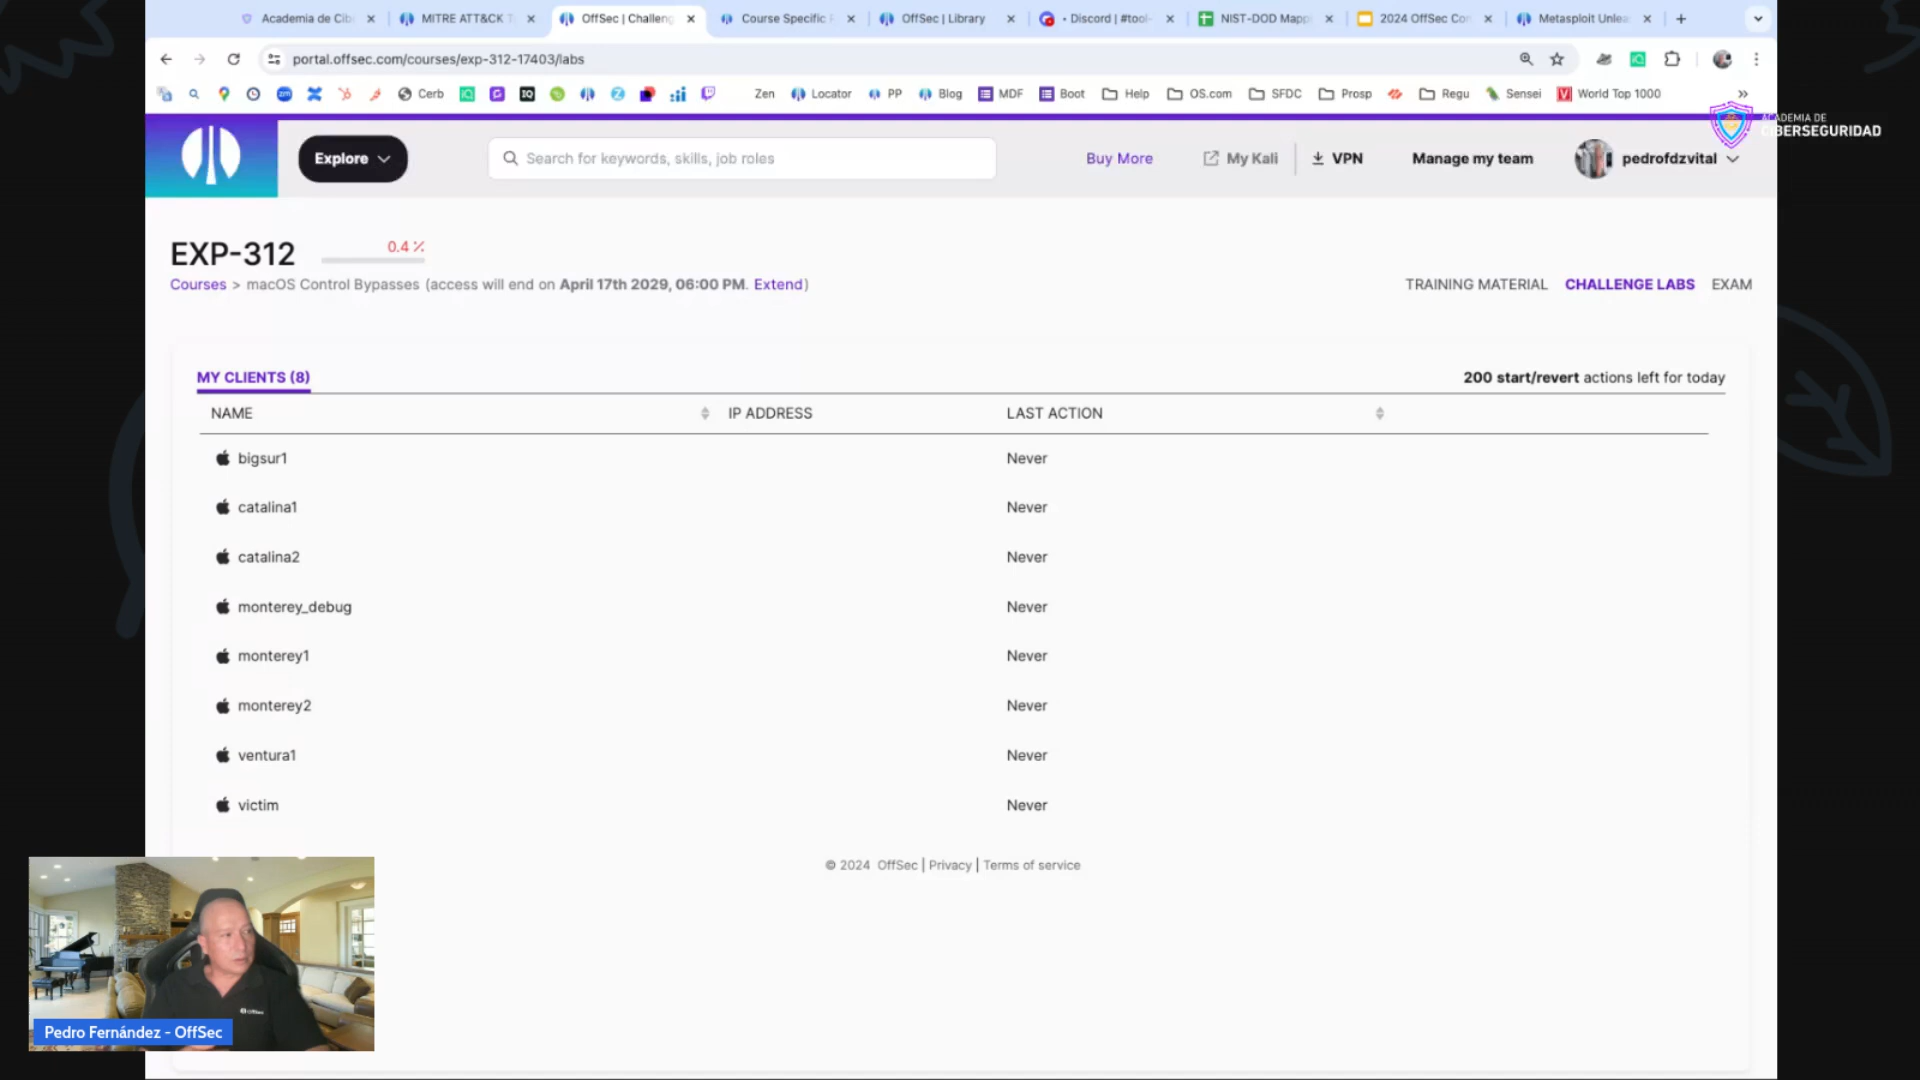 Academia de Cib
MITRE ATT&CK T
OffSec | Challeng
Course Specific F
OffSec | Library
• Discord | #tool-
NIST-DOD Mapp
2024 OffSec Con
Metasploit Unlea
portal.offsec.com/courses/exp-312-17403/labs
Cerb
Zen
Locator
PP
Blog
MDF
Boot
Help
OS.com
SFDC
Prosp
Regu
Sensei
World Top 1000
ACADEMIA DE
CIBERSEGURIDAD
Explore
Search for keywords, skills, job roles
Buy More
My Kali
VPN
Manage my team
pedrofdzvital
EXP-312
0.4 %
Courses > macOS Control Bypasses (access will end on April 17th 2029, 06:00 PM. Extend)
TRAINING MATERIAL
CHALLENGE LABS
EXAM
MY CLIENTS (8)
200 start/revert actions left for today
NAME
IP ADDRESS
LAST ACTION
bigsur1
Never
catalina1
Never
catalina2
Never
monterey_debug
Never
monterey1
Never
monterey2
Never
ventura1
Never
victim
Never
© 2024 OffSec | Privacy | Terms of service
OffSec
Pedro Fernández - OffSec